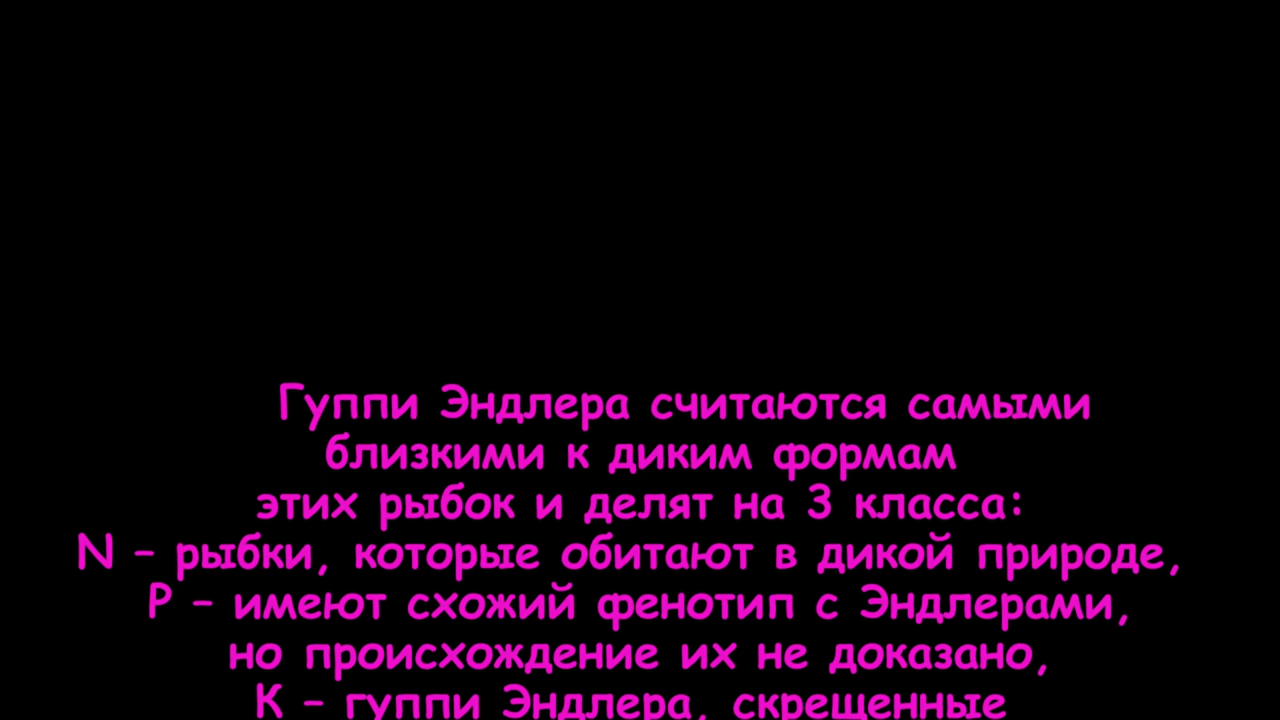 Гуппи Эндлера считаются самыми
близкими к диким формам
этих рыбок и делят на 3 класса:
N – рыбки, которые обитают в дикой природе,
P – имеют схожий фенотип с Эндлерами,
но происхождение их не доказано,
К – гуппи Эндлера, скрещенные